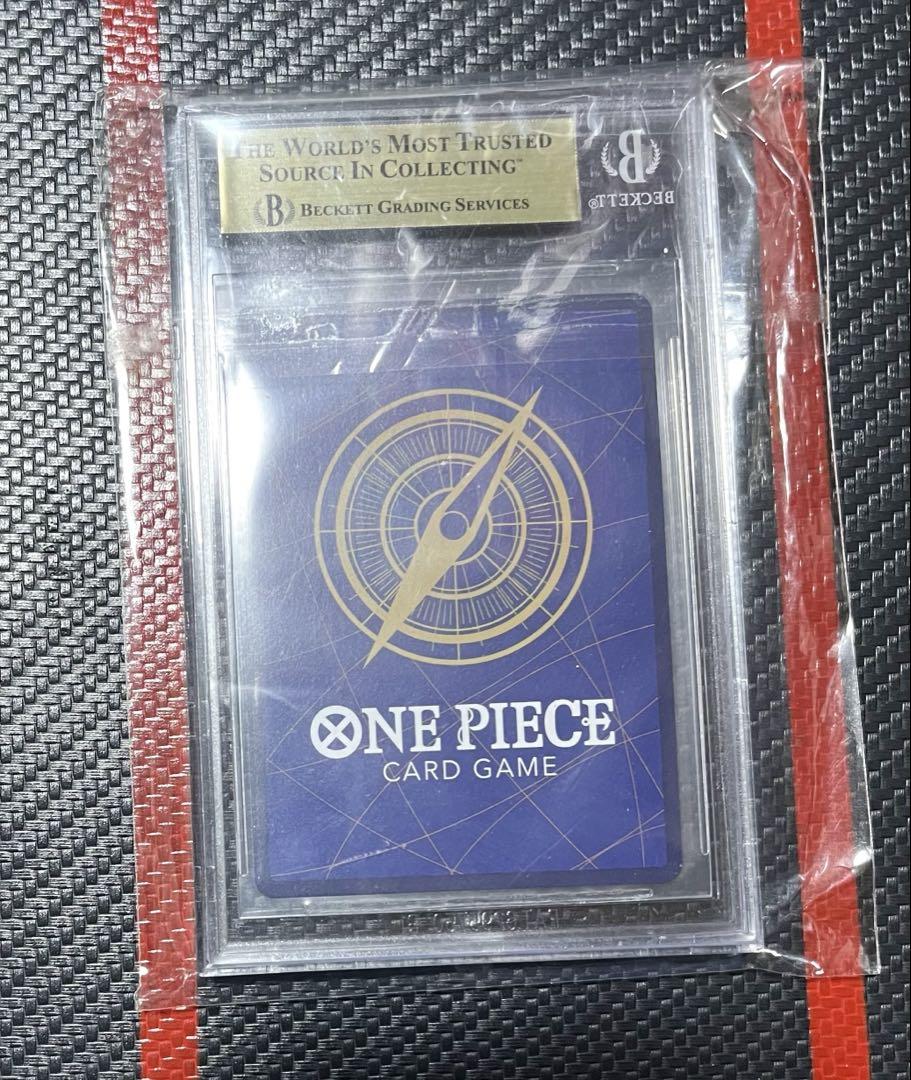 THE WORLD'S MOST TRUSTED
SOURCE IN COLLECTING™
B BECKETT GRADING SERVICES
B
BECKETT®
ONE PIECE
CARD GAME